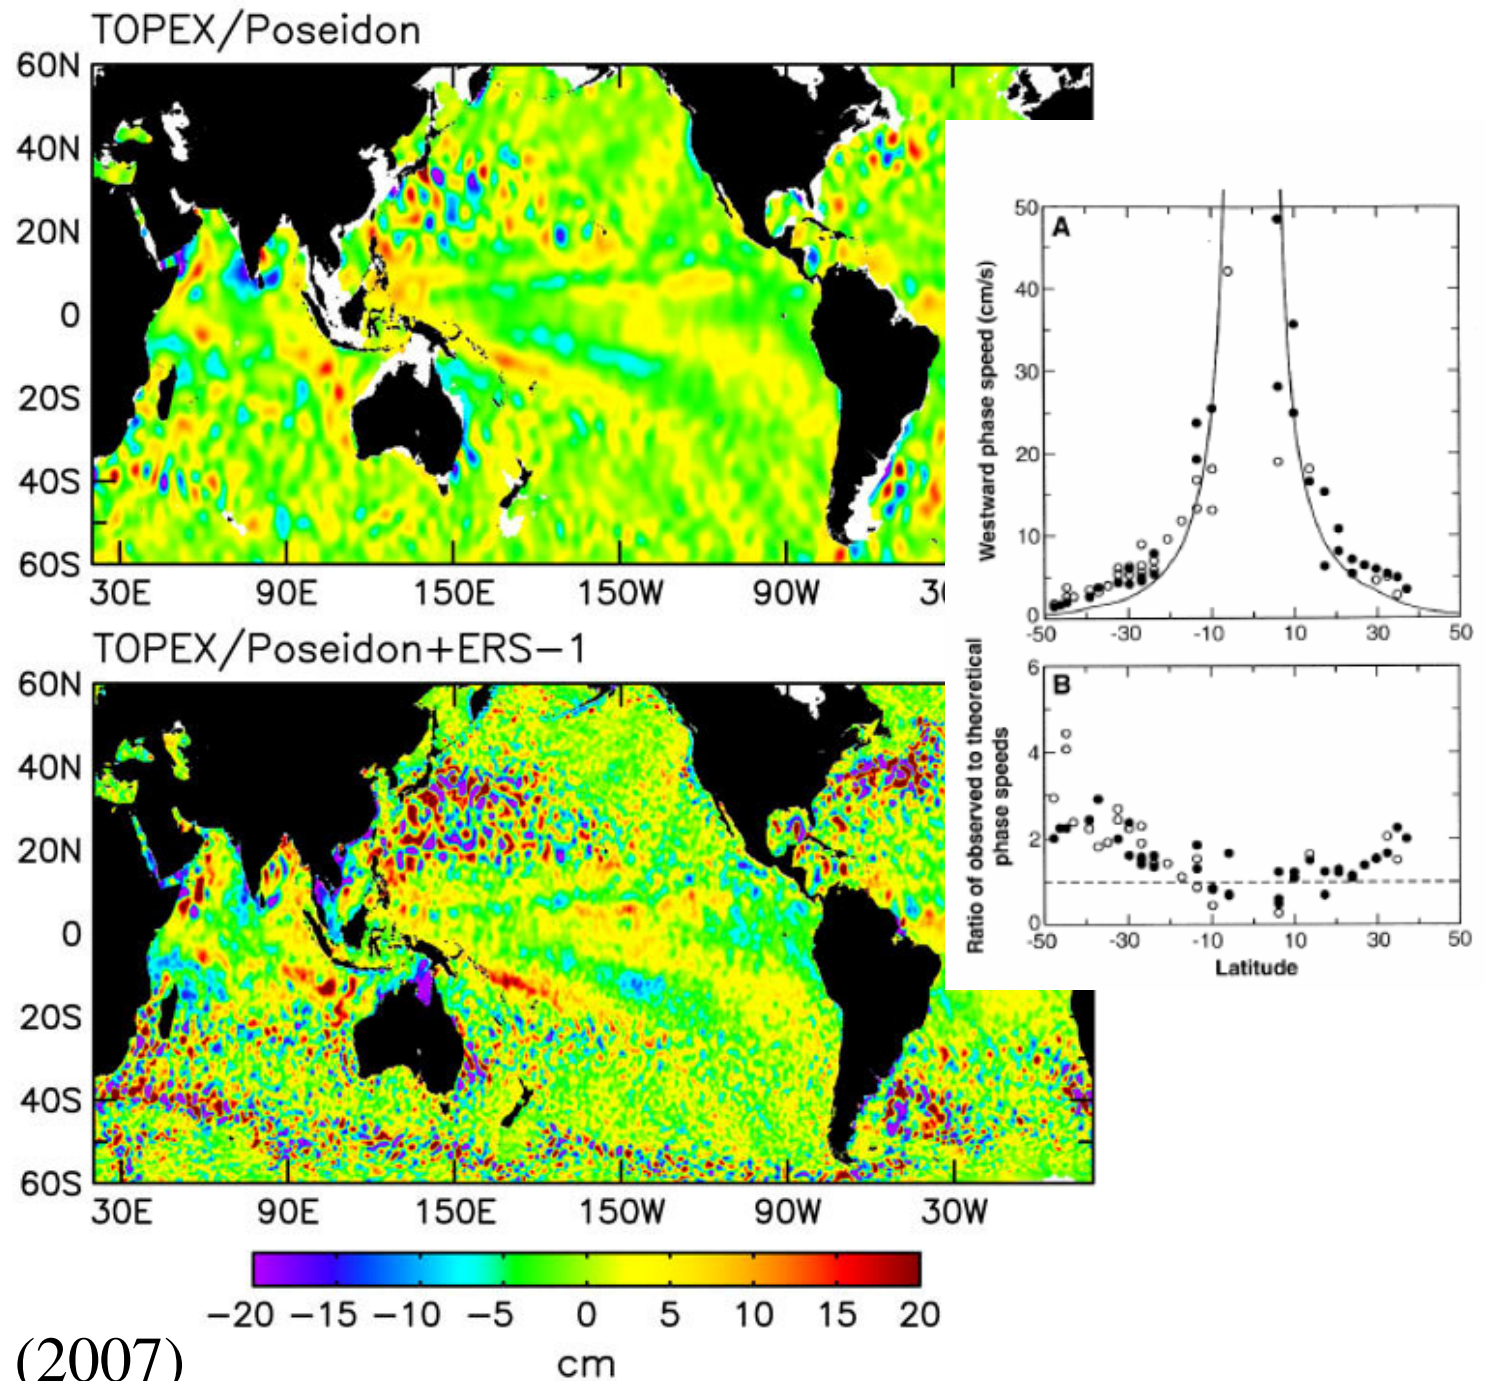 TOPEX/Poseidon
60N
40N
20N
0
20S
40S
60S
30E 90E 150E 150W 90W 30
TOPEX/Poseidon+ERS−1
60N
40N
20N
0
20S
40S
60S
30E 90E 150E 150W 90W 30W
−20 −15 −10 −5 0 5 10 15 20
cm
(2007)
A
Westward phase speed (cm/s)
50
40
30
20
10
0
-50 -30 -10 10 30 50
B
Ratio of observed to theoretical
phase speeds
6
4
2
0
-50 -30 -10 10 30 50
Latitude